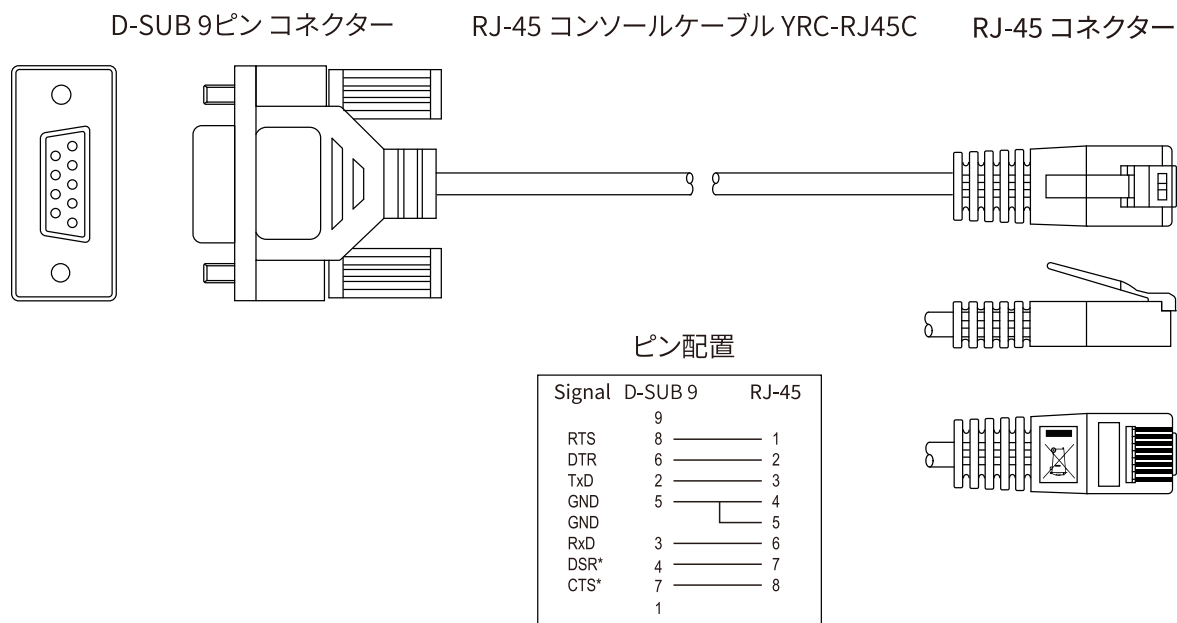 D-SUB 9ピン コネクター
RJ-45 コンソールケーブル YRC-RJ45C
RJ-45 コネクター
ピン配置
Signal D-SUB 9 RJ-45
9
RTS 8 1
DTR 6 2
TxD 2 3
GND 5 4
GND 5
RxD 3 6
DSR* 4 7
CTS* 7 8
1